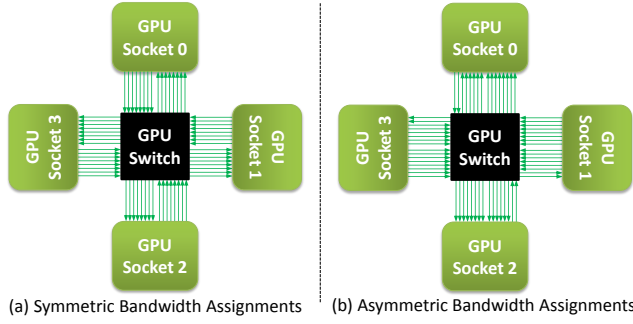 GPU
Socket 0
GPU
Socket 3
GPU
Switch
GPU
Socket 1
GPU
Socket 2
(a) Symmetric Bandwidth Assignments
GPU
Socket 0
GPU
Socket 3
GPU
Switch
GPU
Socket 1
GPU
Socket 2
(b) Asymmetric Bandwidth Assignments